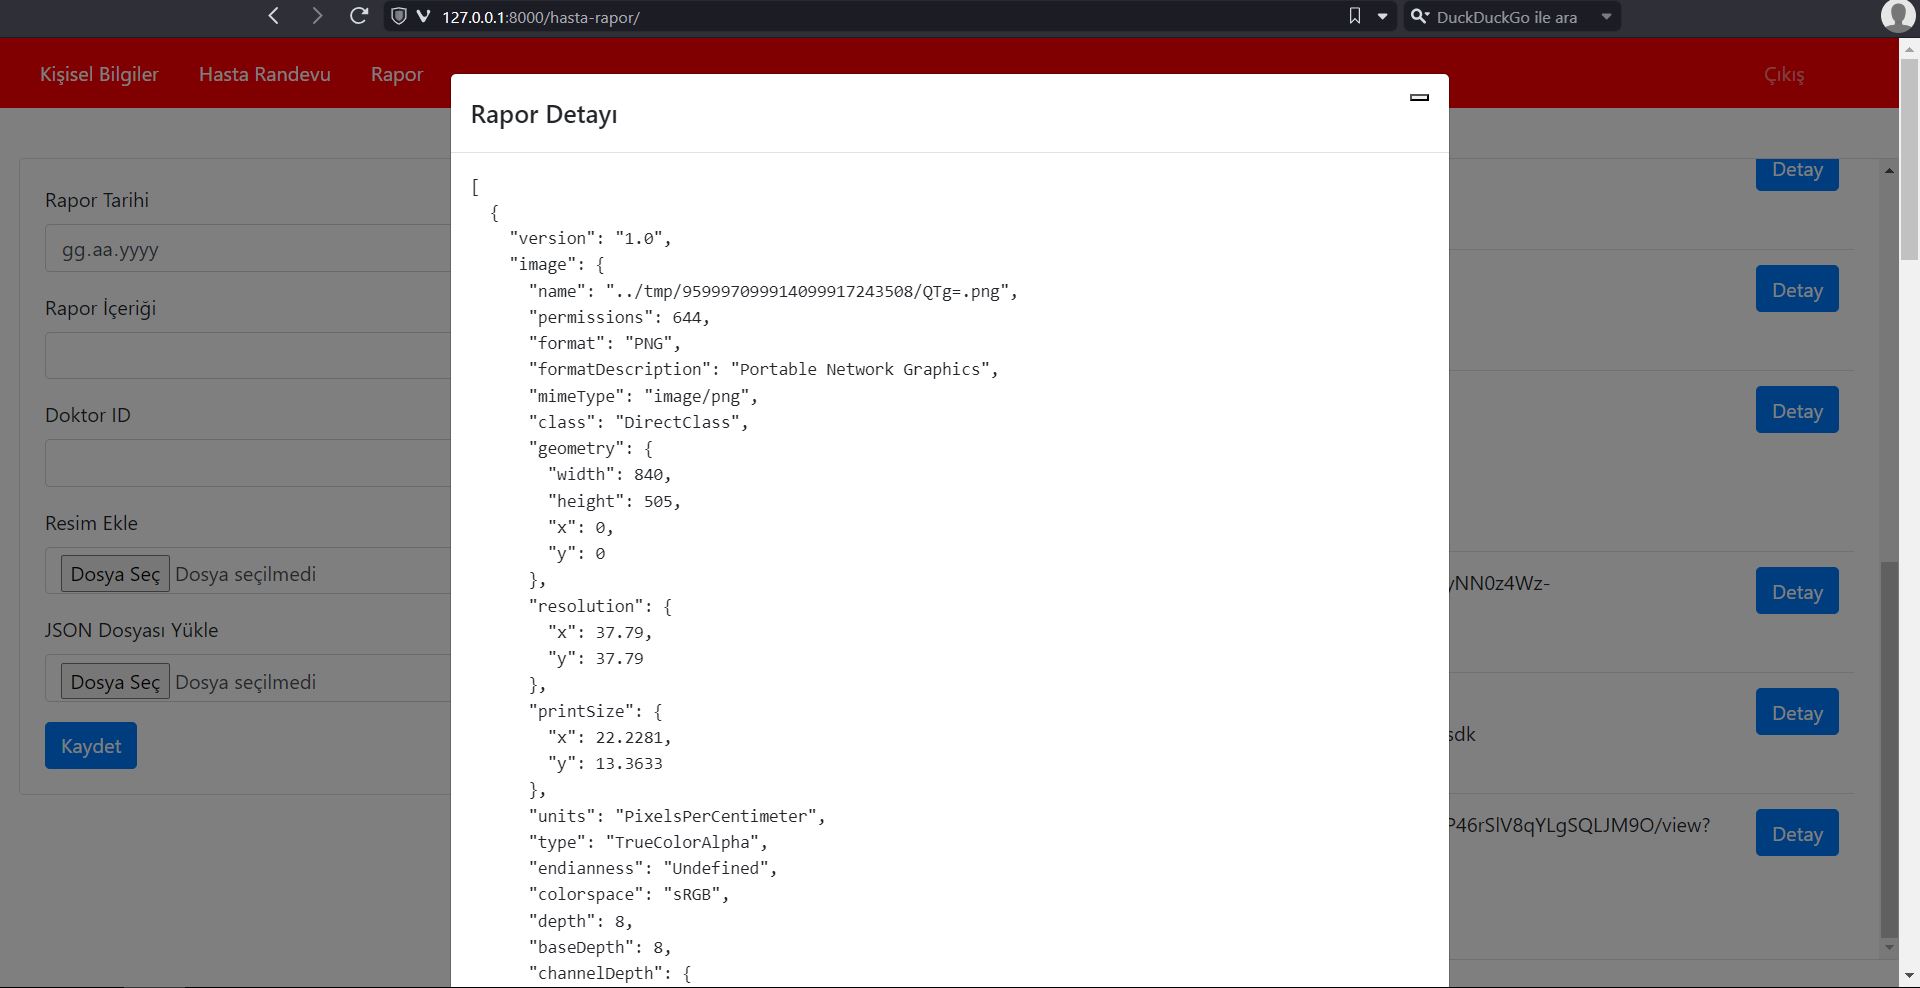 127.0.0.1:8000/hasta-rapor/
DuckDuckGo ile ara
Kişisel Bilgiler
Hasta Randevu
Rapor
Çıkış
Rapor Detayı
[
{
"version": "1.0",
"image": {
"name": "../tmp/959997099914099917243508/QTg=.png",
"permissions": 644,
"format": "PNG",
"formatDescription": "Portable Network Graphics",
"mimeType": "image/png",
"class": "DirectClass",
"geometry": {
"width": 840,
"height": 505,
"x": 0,
"y": 0
},
"resolution": {
"x": 37.79,
"y": 37.79
},
"printSize": {
"x": 22.2281,
"y": 13.3633
},
"units": "PixelsPerCentimeter",
"type": "TrueColorAlpha",
"endianness": "Undefined",
"colorspace": "sRGB",
"depth": 8,
"baseDepth": 8,
"channelDepth": {
Rapor Tarihi
gg.aa.yyyy
Rapor İçeriği
Doktor ID
Resim Ekle
Dosya Seç Dosya seçilmedi
JSON Dosyası Yükle
Dosya Seç Dosya seçilmedi
Kaydet
Detay
Detay
Detay
yNN0z4Wz-
Detay
sdk
Detay
P46rSlV8qYLgSQLJM9O/view?
Detay